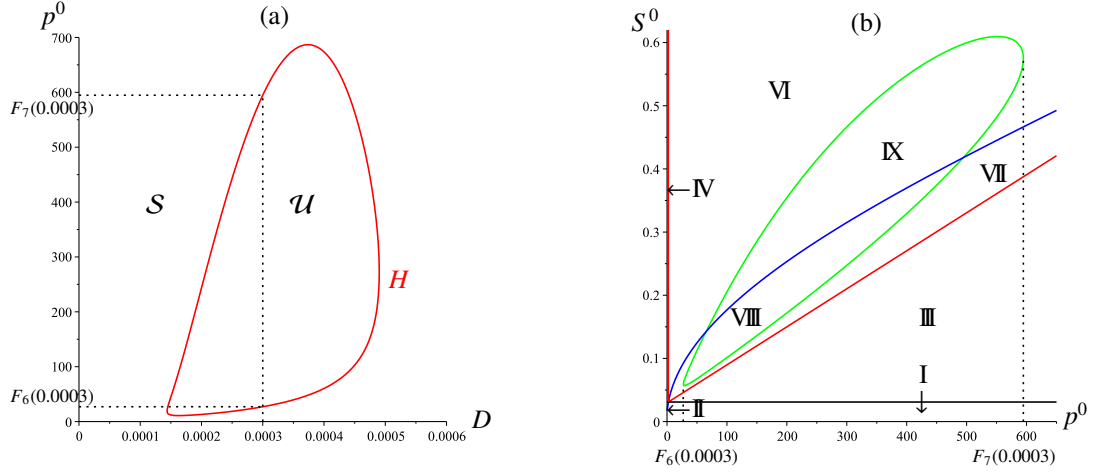 (a)
p⁰
700
600
F₇(0.0003)
500
400
300
200
100
F₆(0.0003)
0
S
U
H
0
0.0001
0.0002
0.0003
0.0004
0.0005
0.0006
D
(b)
S⁰
0.6
0.5
0.4
0.3
0.2
0.1
0
VI
IX
VII
IV
VIII
III
I
II
0
100
200
300
400
500
600
p⁰
F₆(0.0003)
F₇(0.0003)